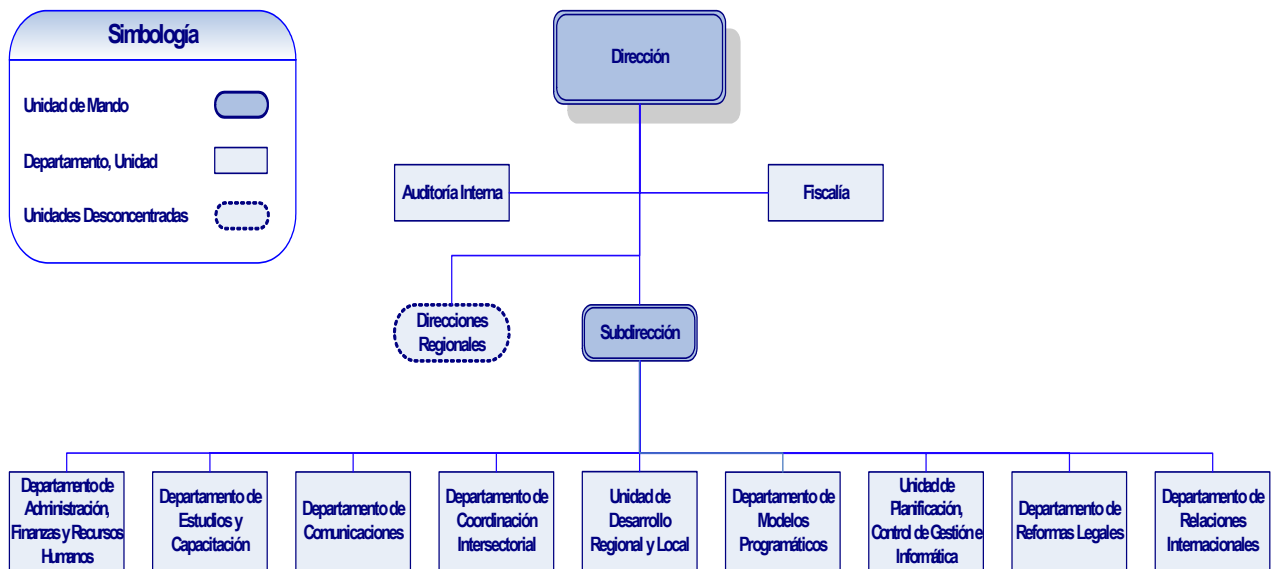 Simbología
Unidad de Mando
Departamento, Unidad
Unidades Desconcentradas
Dirección
Auditoría Interna
Fiscalía
Direcciones
Regionales
Subdirección
Departamento de
Administración,
Finanzas y Recursos
Humanos
Departamento de
Estudios y
Capacitación
Departamento de
Comunicaciones
Departamento de
Coordinación
Intersectorial
Unidad de
Desarrollo
Regional y Local
Departamento de
Modelos
Programáticos
Unidad de
Planificación,
Control de Gestión e
Informática
Departamento de
Reformas Legales
Departamento de
Relaciones
Internacionales